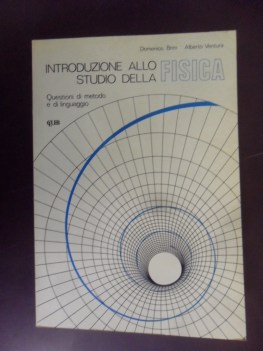 Domenico Bini Alberto Ventura
INTRODUZIONE ALLO
STUDIO DELLA FISICA
Questioni di metodo
e di linguaggio